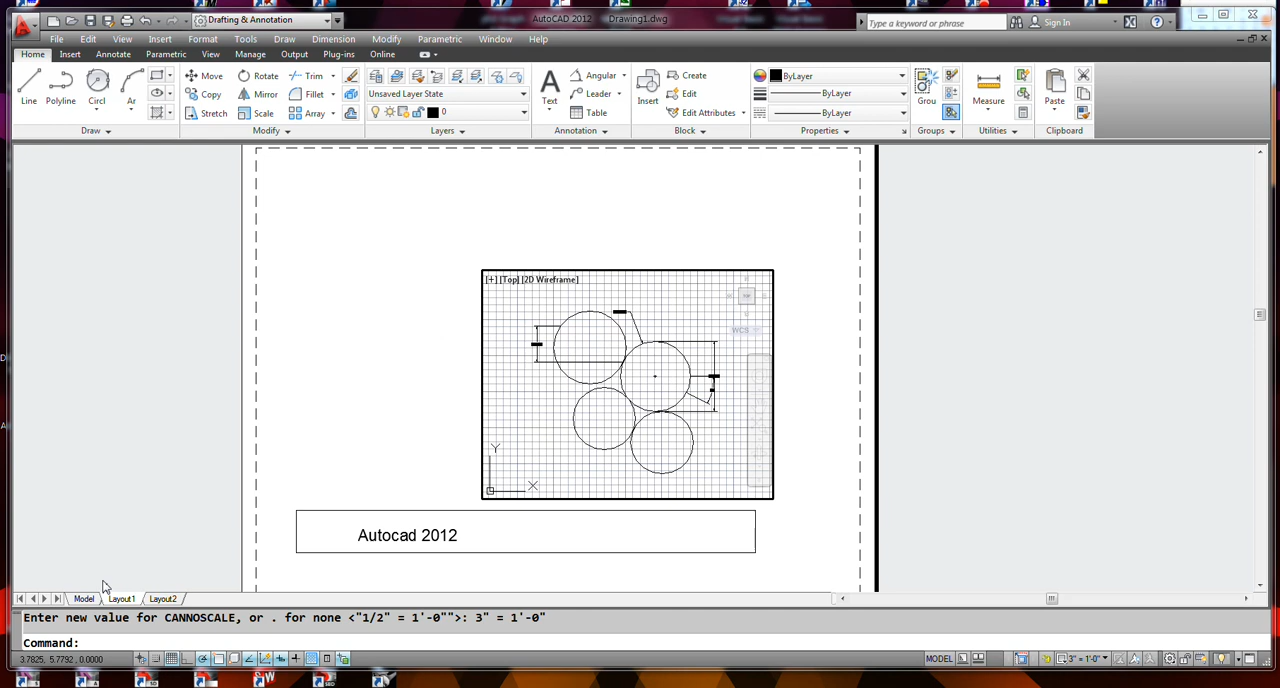 Drafting & Annotation
AutoCAD 2012 Drawing1.dwg
Type a keyword or phrase
Sign In
File Edit View Insert Format Tools Draw Dimension Modify Parametric Window Help
Home Insert Annotate Parametric View Manage Output Plug-ins Online
Line
Polyline
Circl
Ar
Move
Rotate
Trim
Copy
Mirror
Fillet
Stretch
Scale
Array
Unsaved Layer State
0
Text
Angular
Leader
Table
Insert
Create
Edit
Edit Attributes
ByLayer
ByLayer
ByLayer
Grou
Measure
Paste
Draw
Modify
Layers
Annotation
Block
Properties
Groups
Utilities
Clipboard
[+] [Top] [2D Wireframe]
TOP
WCS
Y
X
Autocad 2012
Model Layout1 Layout2
Enter new value for CANNOSCALE, or . for none <"1/2" = 1'-0"">: 3" = 1'-0"
Command:
3.7825, 5.7792, 0.0000
MODEL
3" = 1'-0"